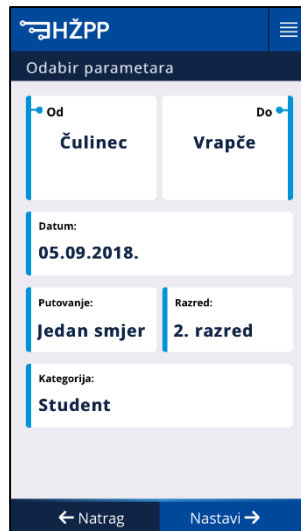 HŽPP
Odabir parametara
Od
Do
Čulinec
Vrapče
Datum:
05.09.2018.
Putovanje:
Razred:
Jedan smjer
2. razred
Kategorija:
Student
← Natrag
Nastavi →